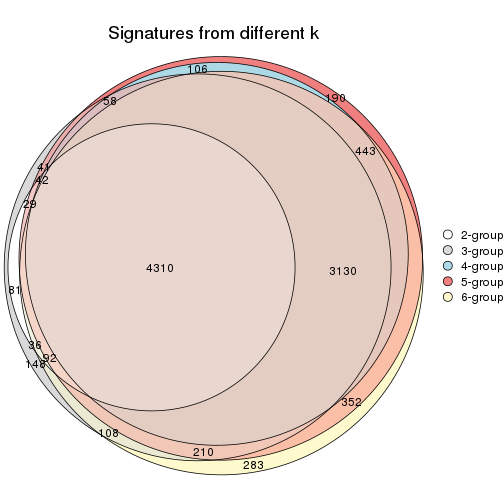 Signatures from different k
106
58
190
443
41
42
29
4310
3130
81
36
92
148
352
108
210
283
2-group
3-group
4-group
5-group
6-group